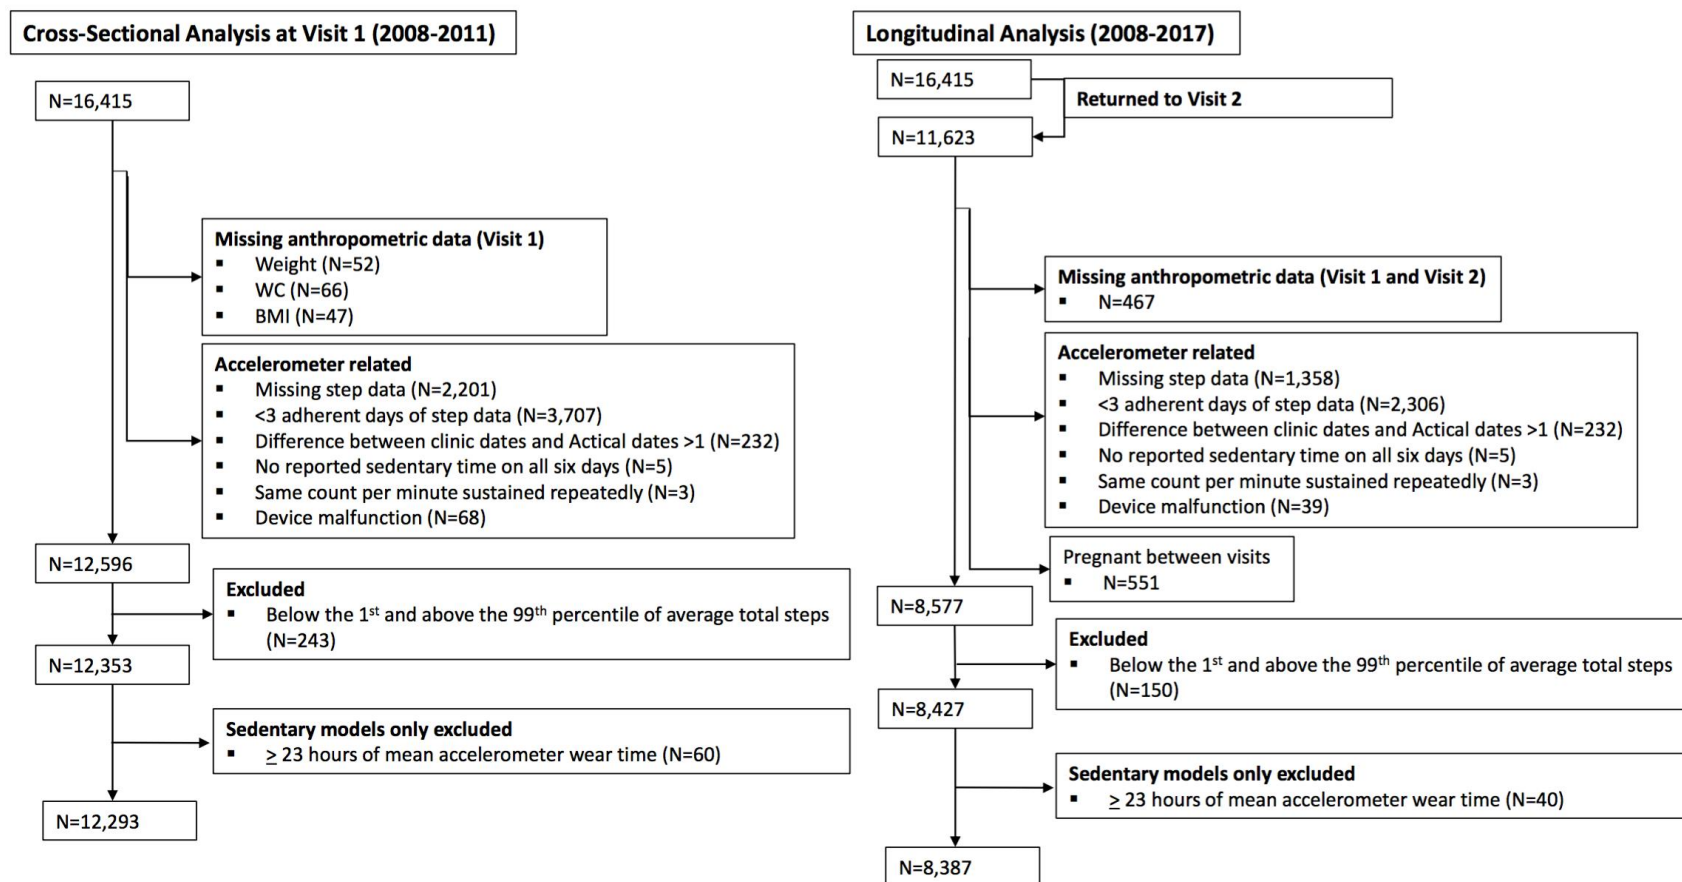 Cross-Sectional Analysis at Visit 1 (2008-2011)
N=16,415
Missing anthropometric data (Visit 1)
▪ Weight (N=52)
▪ WC (N=66)
▪ BMI (N=47)
Accelerometer related
▪ Missing step data (N=2,201)
▪ <3 adherent days of step data (N=3,707)
▪ Difference between clinic dates and Actical dates >1 (N=232)
▪ No reported sedentary time on all six days (N=5)
▪ Same count per minute sustained repeatedly (N=3)
▪ Device malfunction (N=68)
N=12,596
Excluded
▪ Below the 1st and above the 99th percentile of average total steps
(N=243)
N=12,353
Sedentary models only excluded
▪ ≥ 23 hours of mean accelerometer wear time (N=60)
N=12,293
Longitudinal Analysis (2008-2017)
N=16,415
Returned to Visit 2
N=11,623
Missing anthropometric data (Visit 1 and Visit 2)
▪ N=467
Accelerometer related
▪ Missing step data (N=1,358)
▪ <3 adherent days of step data (N=2,306)
▪ Difference between clinic dates and Actical dates >1 (N=232)
▪ No reported sedentary time on all six days (N=5)
▪ Same count per minute sustained repeatedly (N=3)
▪ Device malfunction (N=39)
Pregnant between visits
▪ N=551
N=8,577
Excluded
▪ Below the 1st and above the 99th percentile of average total steps
(N=150)
N=8,427
Sedentary models only excluded
▪ ≥ 23 hours of mean accelerometer wear time (N=40)
N=8,387